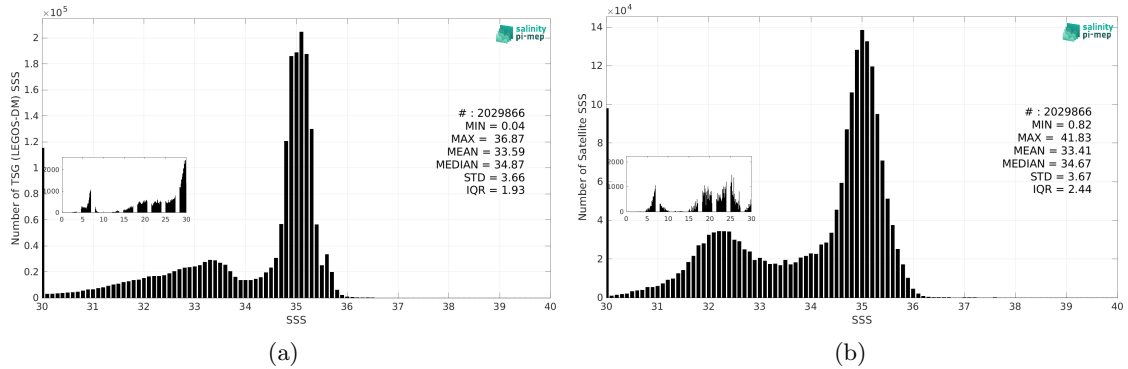 ×10⁵
salinity
pi-mep
2
1.8
1.6
1.4
1.2
1
0.8
0.6
0.4
0.2
0
Number of TSG (LEGOS-DM) SSS
# : 2029866
MIN = 0.04
MAX = 36.87
MEAN = 33.59
MEDIAN = 34.87
STD = 3.66
IQR = 1.93
2000
1000
0
0 5 10 15 20 25 30
30 31 32 33 34 35 36 37 38 39 40
SSS
(a)
×10⁴
salinity
pi-mep
14
12
10
8
6
4
2
0
Number of Satellite SSS
# : 2029866
MIN = 0.82
MAX = 41.83
MEAN = 33.41
MEDIAN = 34.67
STD = 3.67
IQR = 2.44
2000
1000
0
0 5 10 15 20 25 30
30 31 32 33 34 35 36 37 38 39 40
SSS
(b)